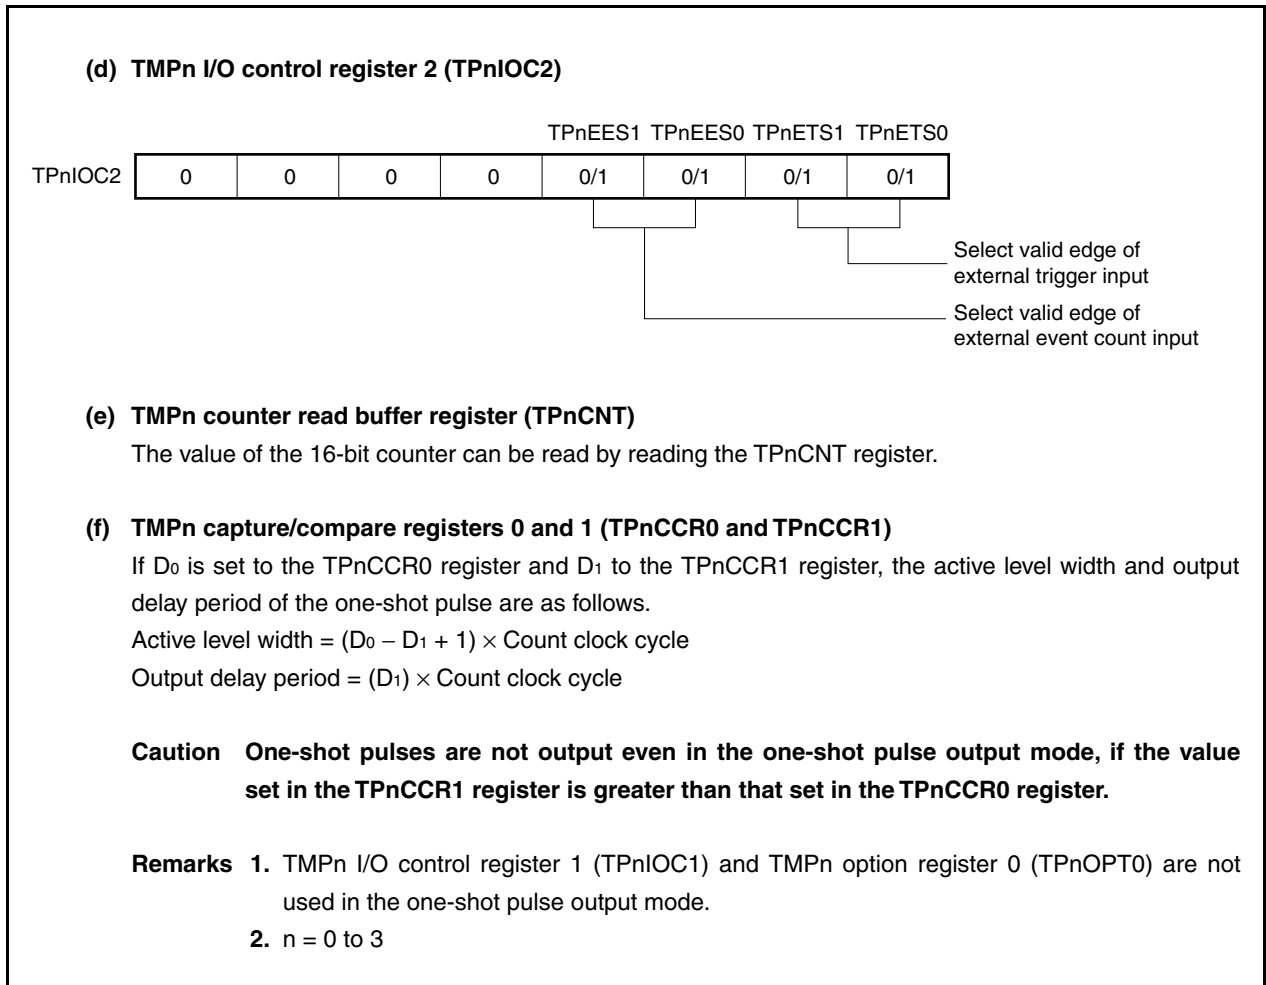 (d) TMPn I/O control register 2 (TPnIOC2)
TPnEES1 TPnEES0 TPnETS1 TPnETS0
TPnIOC2 0 0 0 0 0/1 0/1 0/1 0/1
Select valid edge of
external trigger input
Select valid edge of
external event count input
(e) TMPn counter read buffer register (TPnCNT)
The value of the 16-bit counter can be read by reading the TPnCNT register.
(f) TMPn capture/compare registers 0 and 1 (TPnCCR0 and TPnCCR1)
If D0 is set to the TPnCCR0 register and D1 to the TPnCCR1 register, the active level width and output
delay period of the one-shot pulse are as follows.
Active level width = (D0 − D1 + 1) × Count clock cycle
Output delay period = (D1) × Count clock cycle
Caution One-shot pulses are not output even in the one-shot pulse output mode, if the value
set in the TPnCCR1 register is greater than that set in the TPnCCR0 register.
Remarks 1. TMPn I/O control register 1 (TPnIOC1) and TMPn option register 0 (TPnOPT0) are not
used in the one-shot pulse output mode.
2. n = 0 to 3